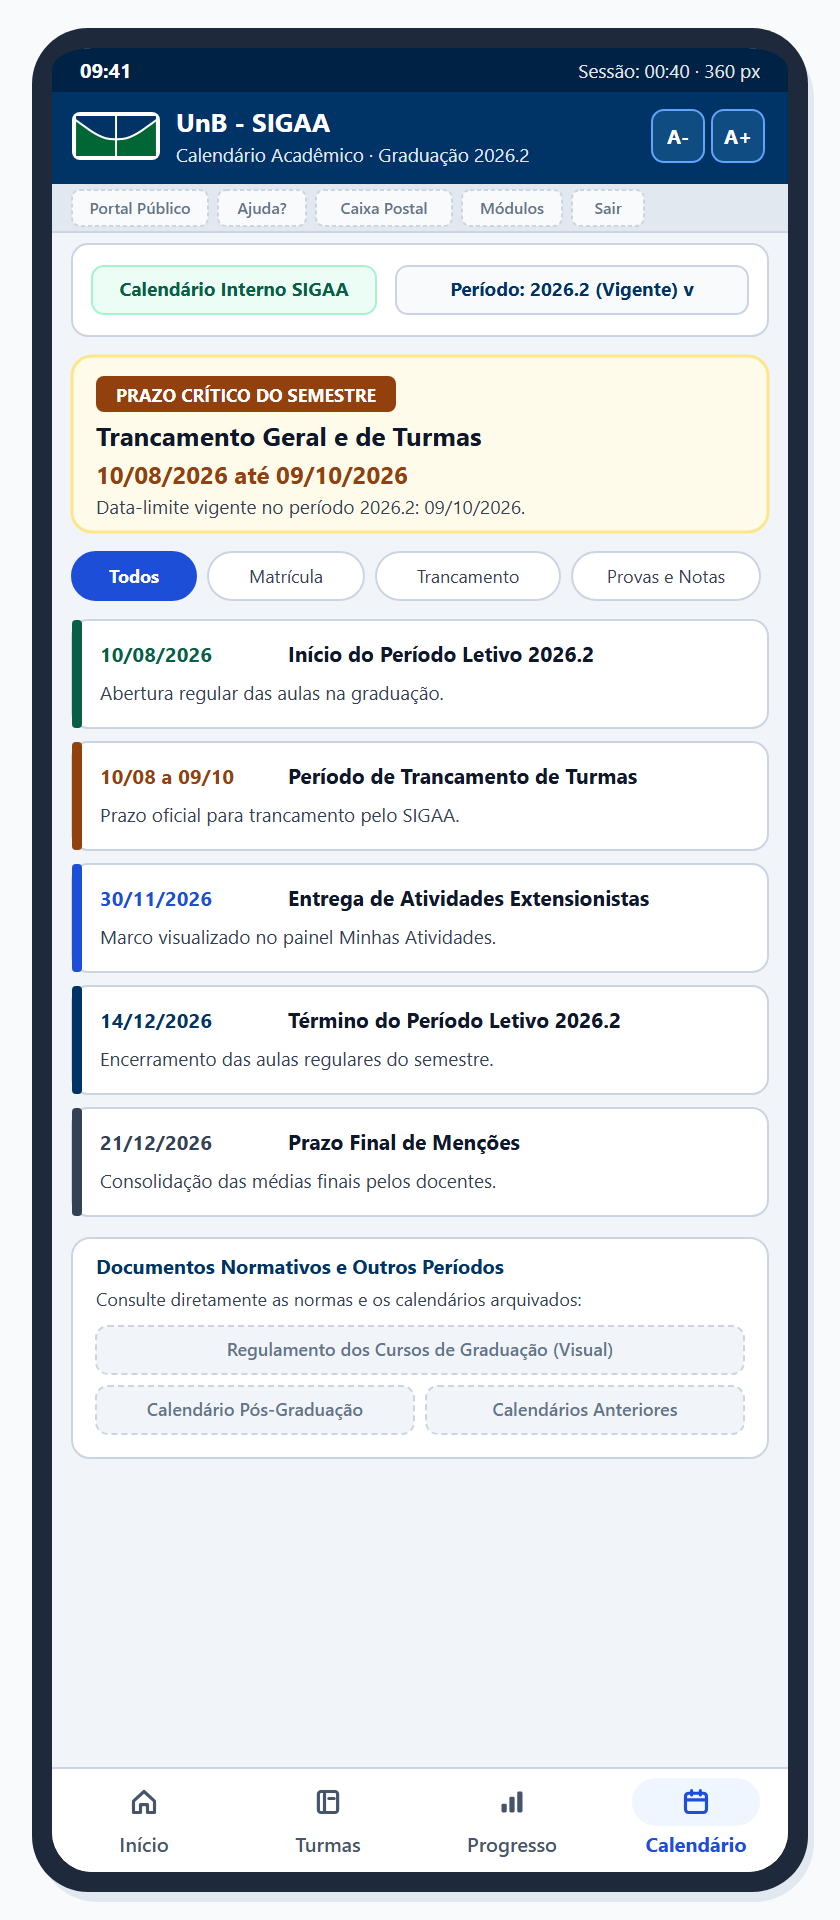 09:41
Sessão: 00:40 · 360 px
UnB - SIGAA
Calendário Acadêmico · Graduação 2026.2
A-
A+
Portal Público
Ajuda?
Caixa Postal
Módulos
Sair
Calendário Interno SIGAA
Período: 2026.2 (Vigente) v
PRAZO CRÍTICO DO SEMESTRE
Trancamento Geral e de Turmas
10/08/2026 até 09/10/2026
Data-limite vigente no período 2026.2: 09/10/2026.
Todos
Matrícula
Trancamento
Provas e Notas
10/08/2026
Início do Período Letivo 2026.2
Abertura regular das aulas na graduação.
10/08 a 09/10
Período de Trancamento de Turmas
Prazo oficial para trancamento pelo SIGAA.
30/11/2026
Entrega de Atividades Extensionistas
Marco visualizado no painel Minhas Atividades.
14/12/2026
Término do Período Letivo 2026.2
Encerramento das aulas regulares do semestre.
21/12/2026
Prazo Final de Menções
Consolidação das médias finais pelos docentes.
Documentos Normativos e Outros Períodos
Consulte diretamente as normas e os calendários arquivados:
Regulamento dos Cursos de Graduação (Visual)
Calendário Pós-Graduação
Calendários Anteriores
Início
Turmas
Progresso
Calendário